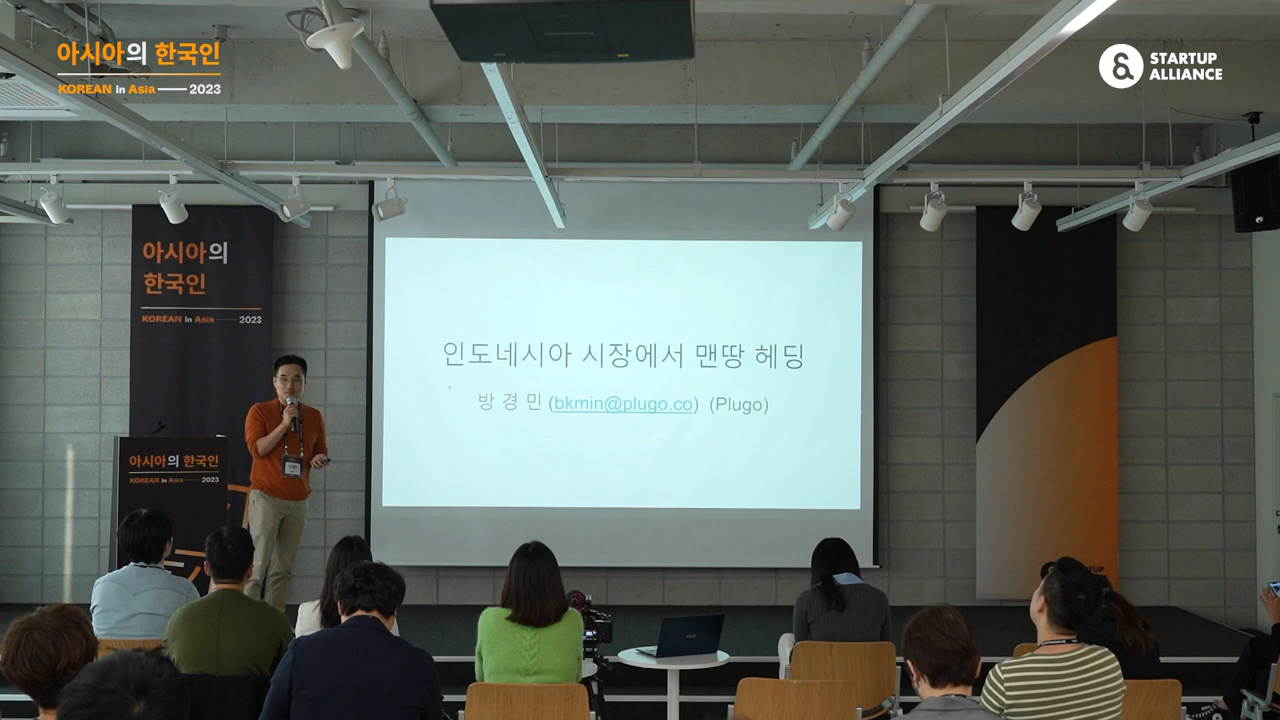 아시아의 한국인
KOREAN in Asia 2023
STARTUP
ALLIANCE
아시아의
한국인
KOREAN in Asia 2023
인도네시아 시장에서 맨땅 헤딩
방 경 민 (bkmin@plugo.co) (Plugo)
아시아의 한국인
KOREAN in Asia 2023